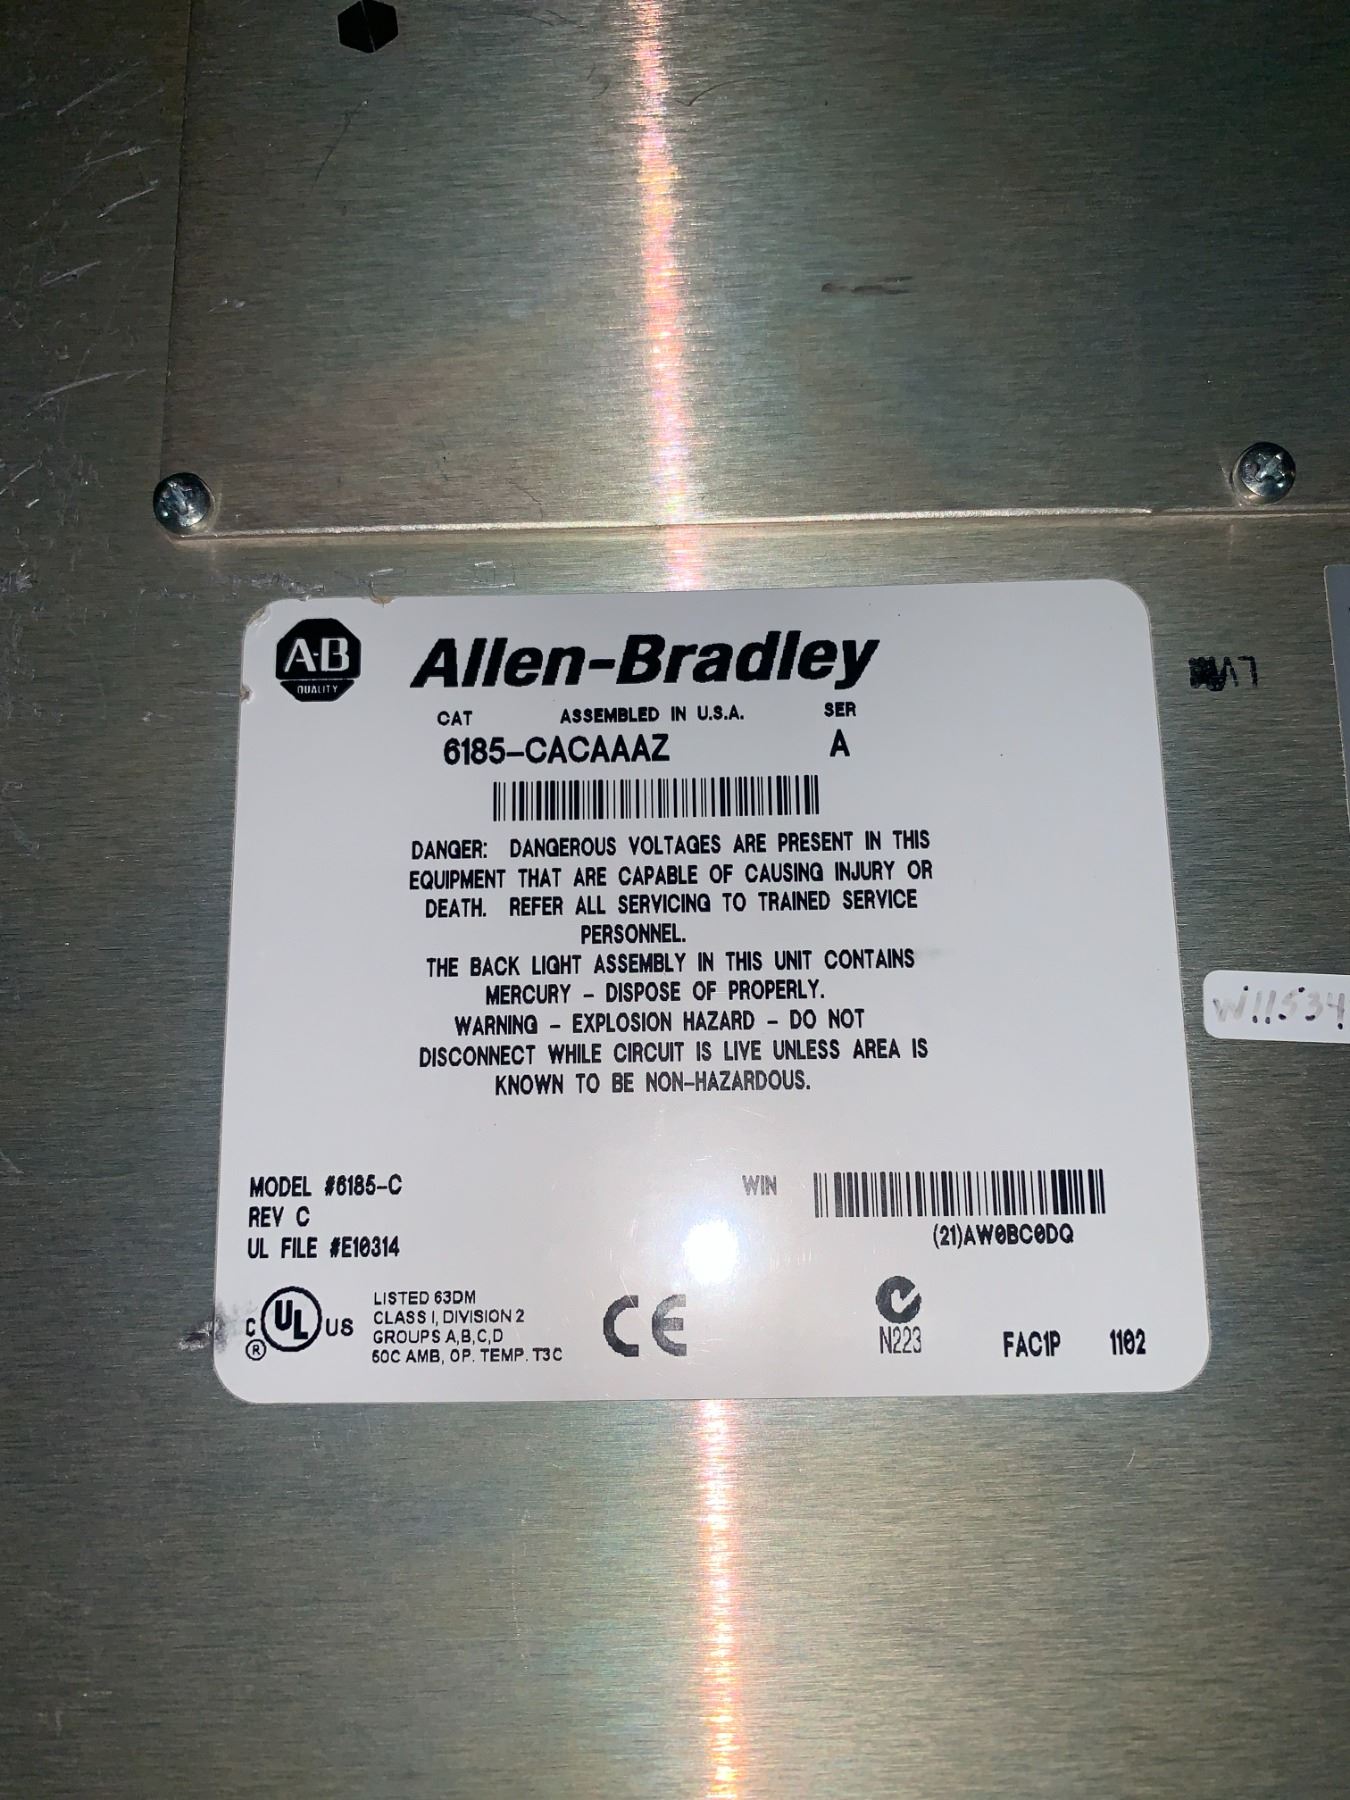 A·B
QUALITY
Allen-Bradley
CAT ASSEMBLED IN U.S.A. SER
6185-CACAAAZ A
DANGER: DANGEROUS VOLTAGES ARE PRESENT IN THIS
EQUIPMENT THAT ARE CAPABLE OF CAUSING INJURY OR
DEATH. REFER ALL SERVICING TO TRAINED SERVICE
PERSONNEL.
THE BACK LIGHT ASSEMBLY IN THIS UNIT CONTAINS
MERCURY - DISPOSE OF PROPERLY.
WARNING - EXPLOSION HAZARD - DO NOT
DISCONNECT WHILE CIRCUIT IS LIVE UNLESS AREA IS
KNOWN TO BE NON-HAZARDOUS.
W11534
MODEL #6185-C
REV C
UL FILE #E10314
WIN
(21)AW0BC0DQ
C UL US ®
LISTED 63DM
CLASS I, DIVISION 2
GROUPS A,B,C,D
60C AMB, OP. TEMP. T3C
CE
N223
FAC1P 1102